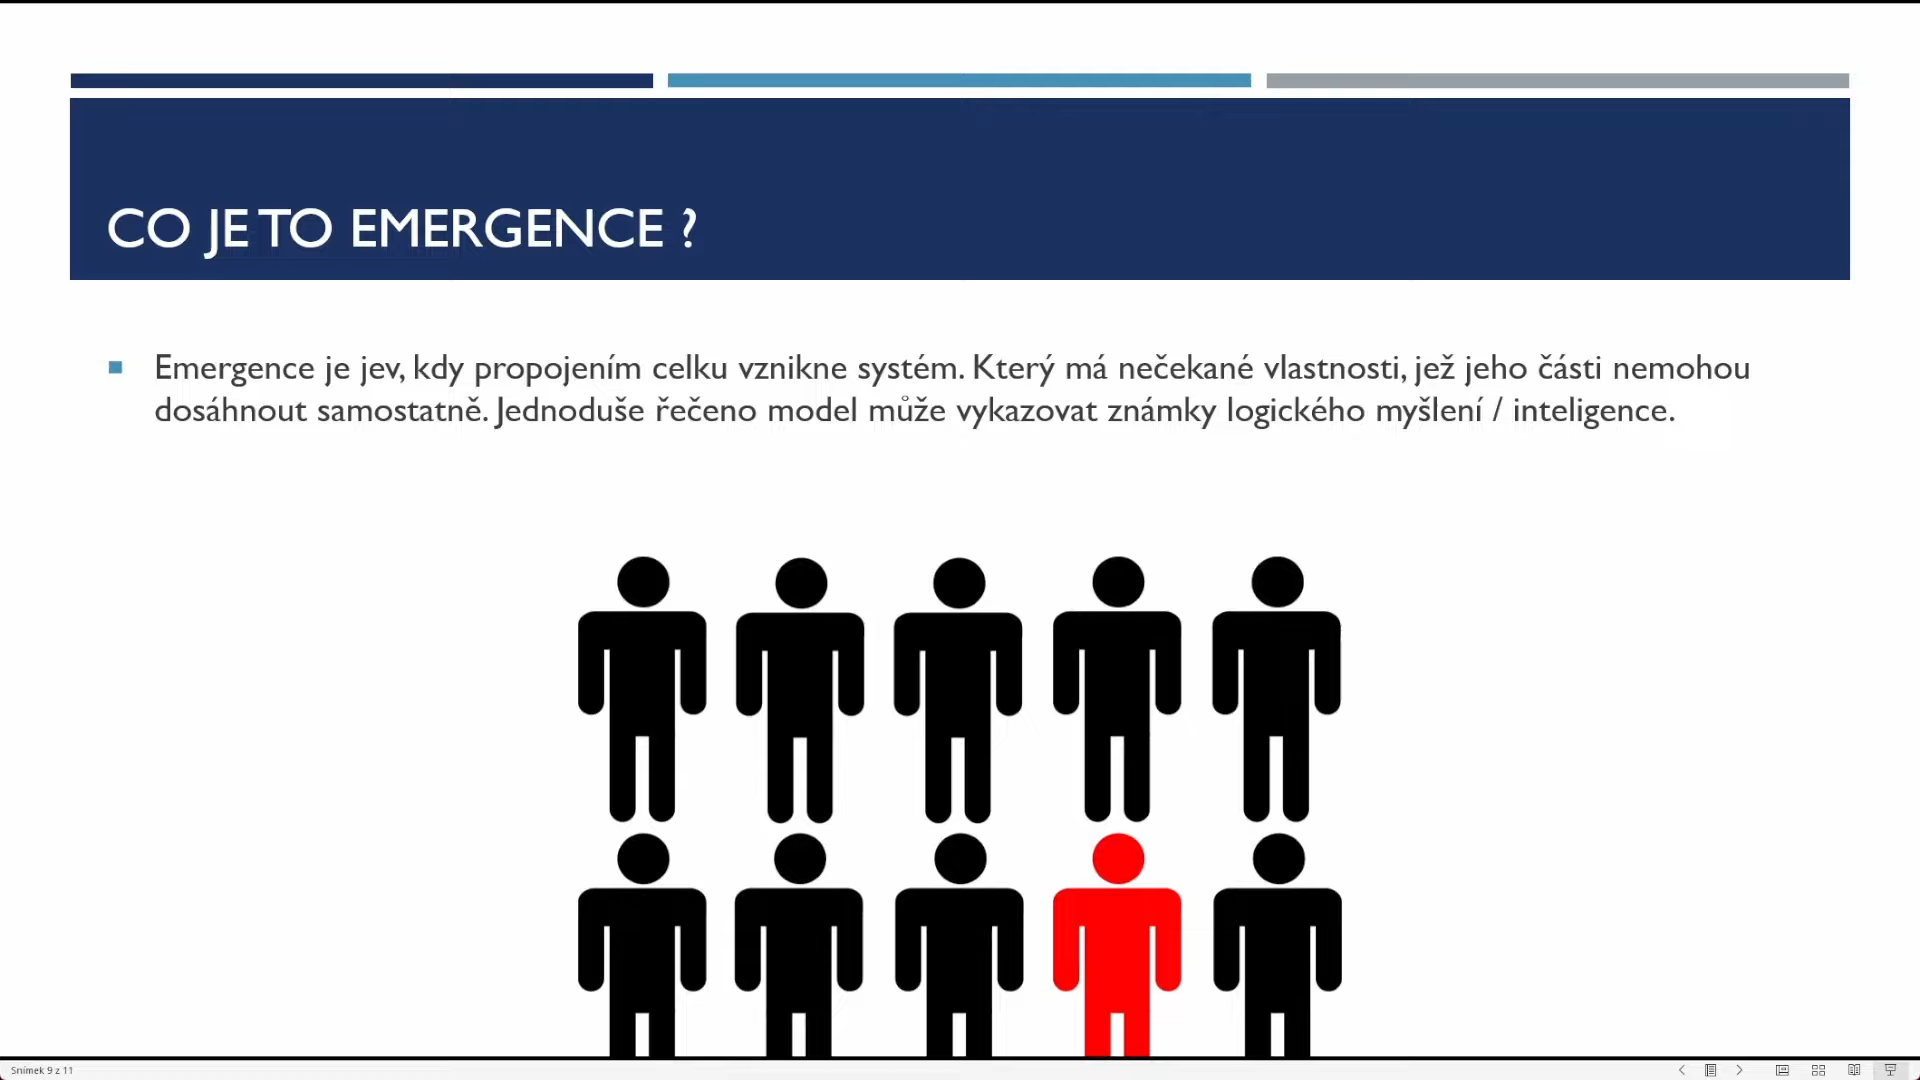 CO JE TO EMERGENCE ?
Emergence je jev, kdy propojením celku vznikne systém. Který má nečekané vlastnosti, jež jeho části nemohou
dosáhnout samostatně. Jednoduše řečeno model může vykazovat známky logického myšlení / inteligence.
Snímek 9 z 11